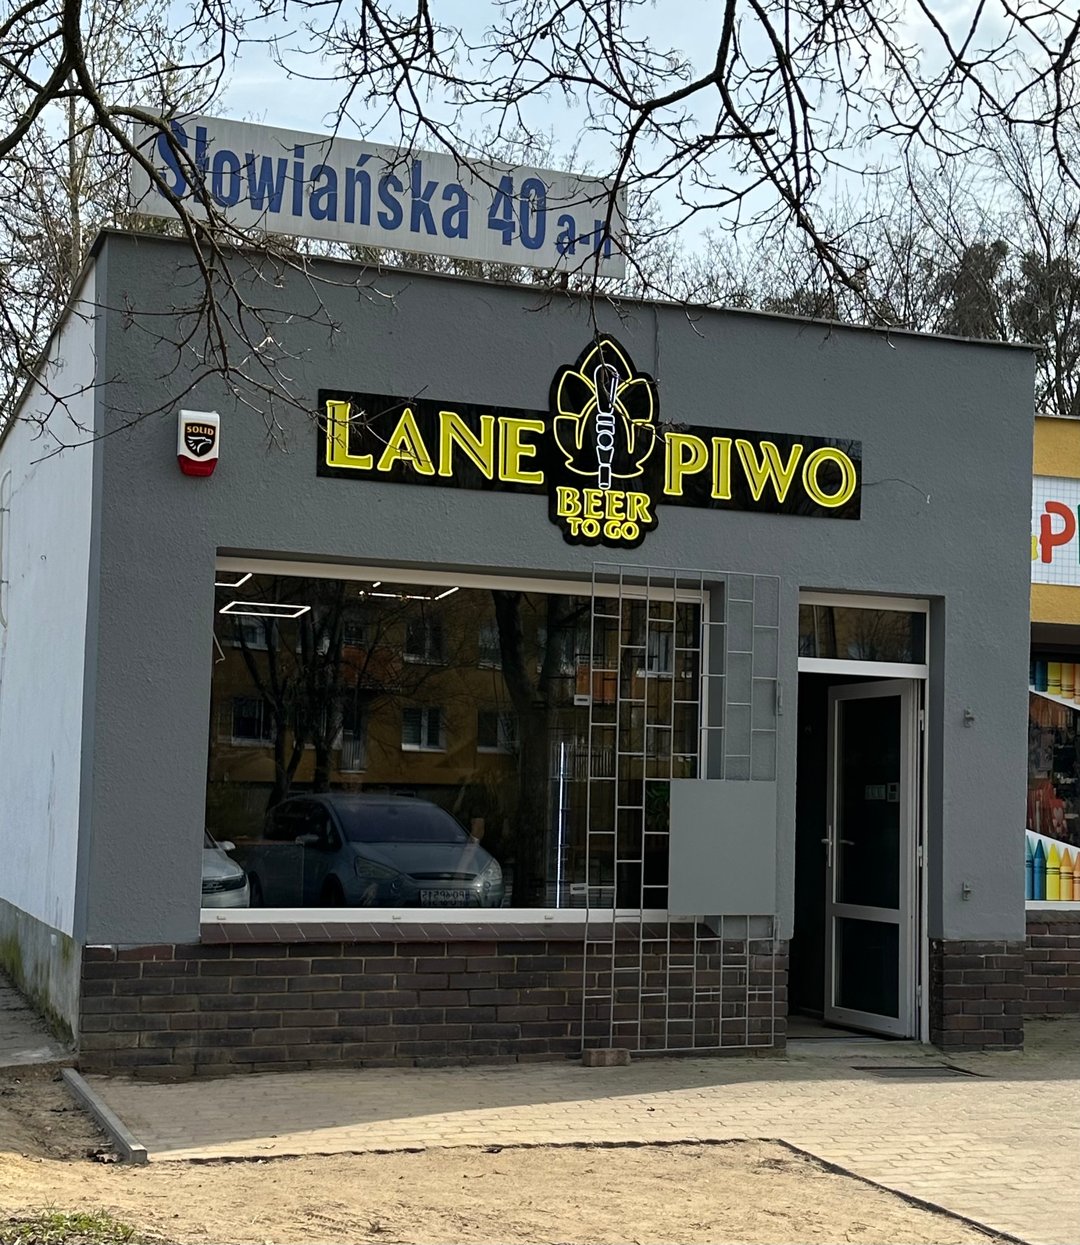 Słowiańska 40 a-n
SOLID
LANE PIWO
BEER
TO GO